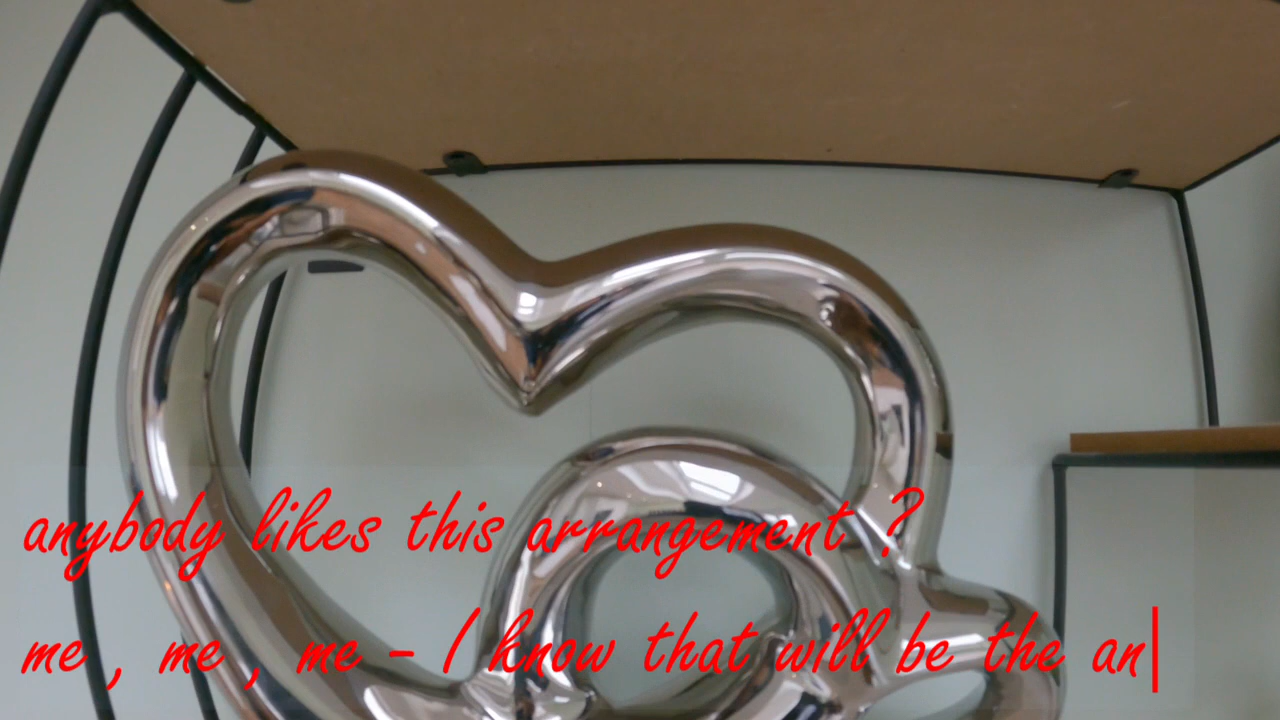 anybody likes this arrangement ?
me , me , me - I know that will be the an